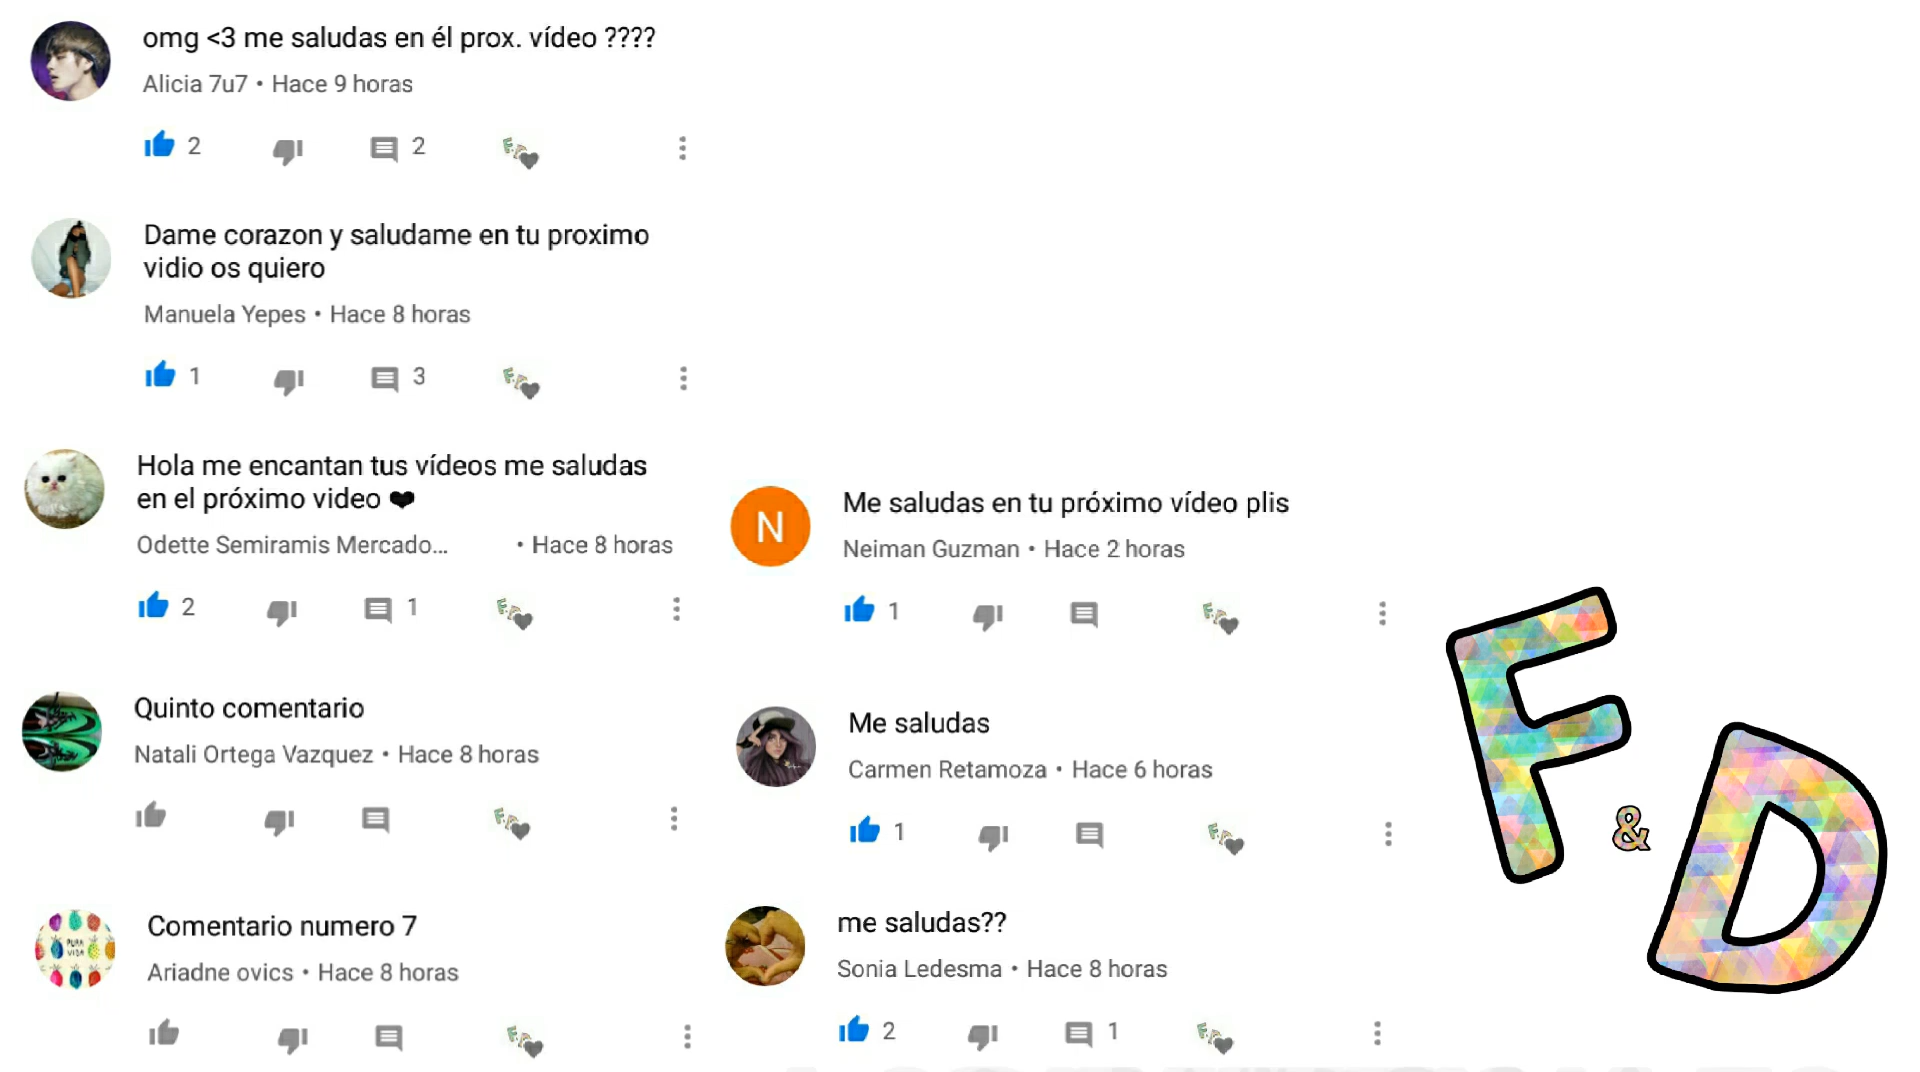 omg <3 me saludas en él prox. vídeo ????
Alicia 7u7 • Hace 9 horas
2 2
Dame corazon y saludame en tu proximo
vidio os quiero
Manuela Yepes • Hace 8 horas
1 3
Hola me encantan tus vídeos me saludas
en el próximo video ❤
Odette Semiramis Mercado... • Hace 8 horas
2 1
Quinto comentario
Natali Ortega Vazquez • Hace 8 horas
PURA
VIDA
Comentario numero 7
Ariadne ovics • Hace 8 horas
N
Me saludas en tu próximo vídeo plis
Neiman Guzman • Hace 2 horas
1
Me saludas
Carmen Retamoza • Hace 6 horas
1
me saludas??
Sonia Ledesma • Hace 8 horas
2 1
F & D